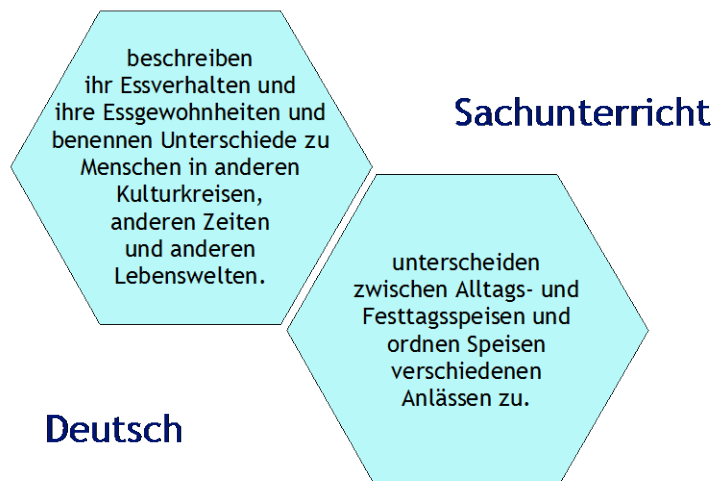 beschreiben
ihr Essverhalten und
ihre Essgewohnheiten und
benennen Unterschiede zu
Menschen in anderen
Kulturkreisen,
anderen Zeiten
und anderen
Lebenswelten.
Sachunterricht
unterscheiden
zwischen Alltags- und
Festtagsspeisen und
ordnen Speisen
verschiedenen
Anlässen zu.
Deutsch